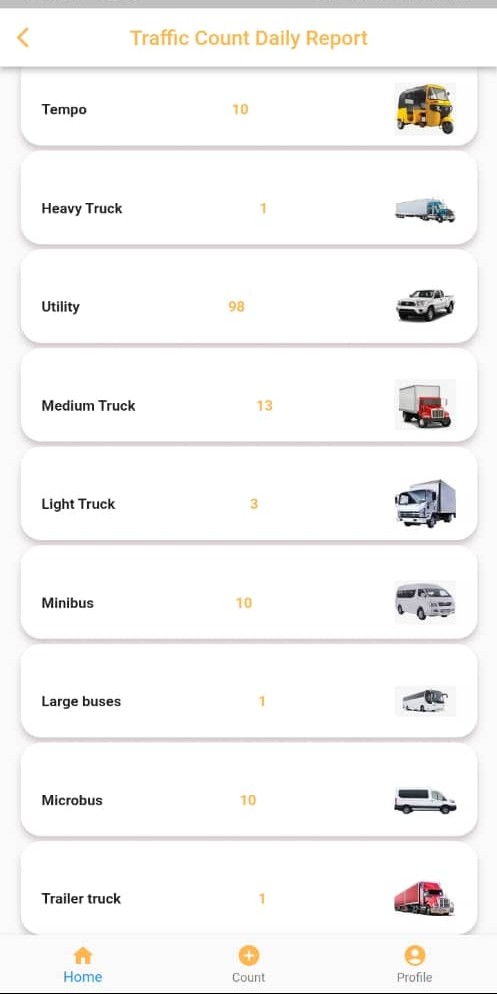 Traffic Count Daily Report
Tempo 10
Heavy Truck 1
Utility 98
Medium Truck 13
Light Truck 3
Minibus 10
Large buses 1
Microbus 10
Trailer truck 1
Home Count Profile